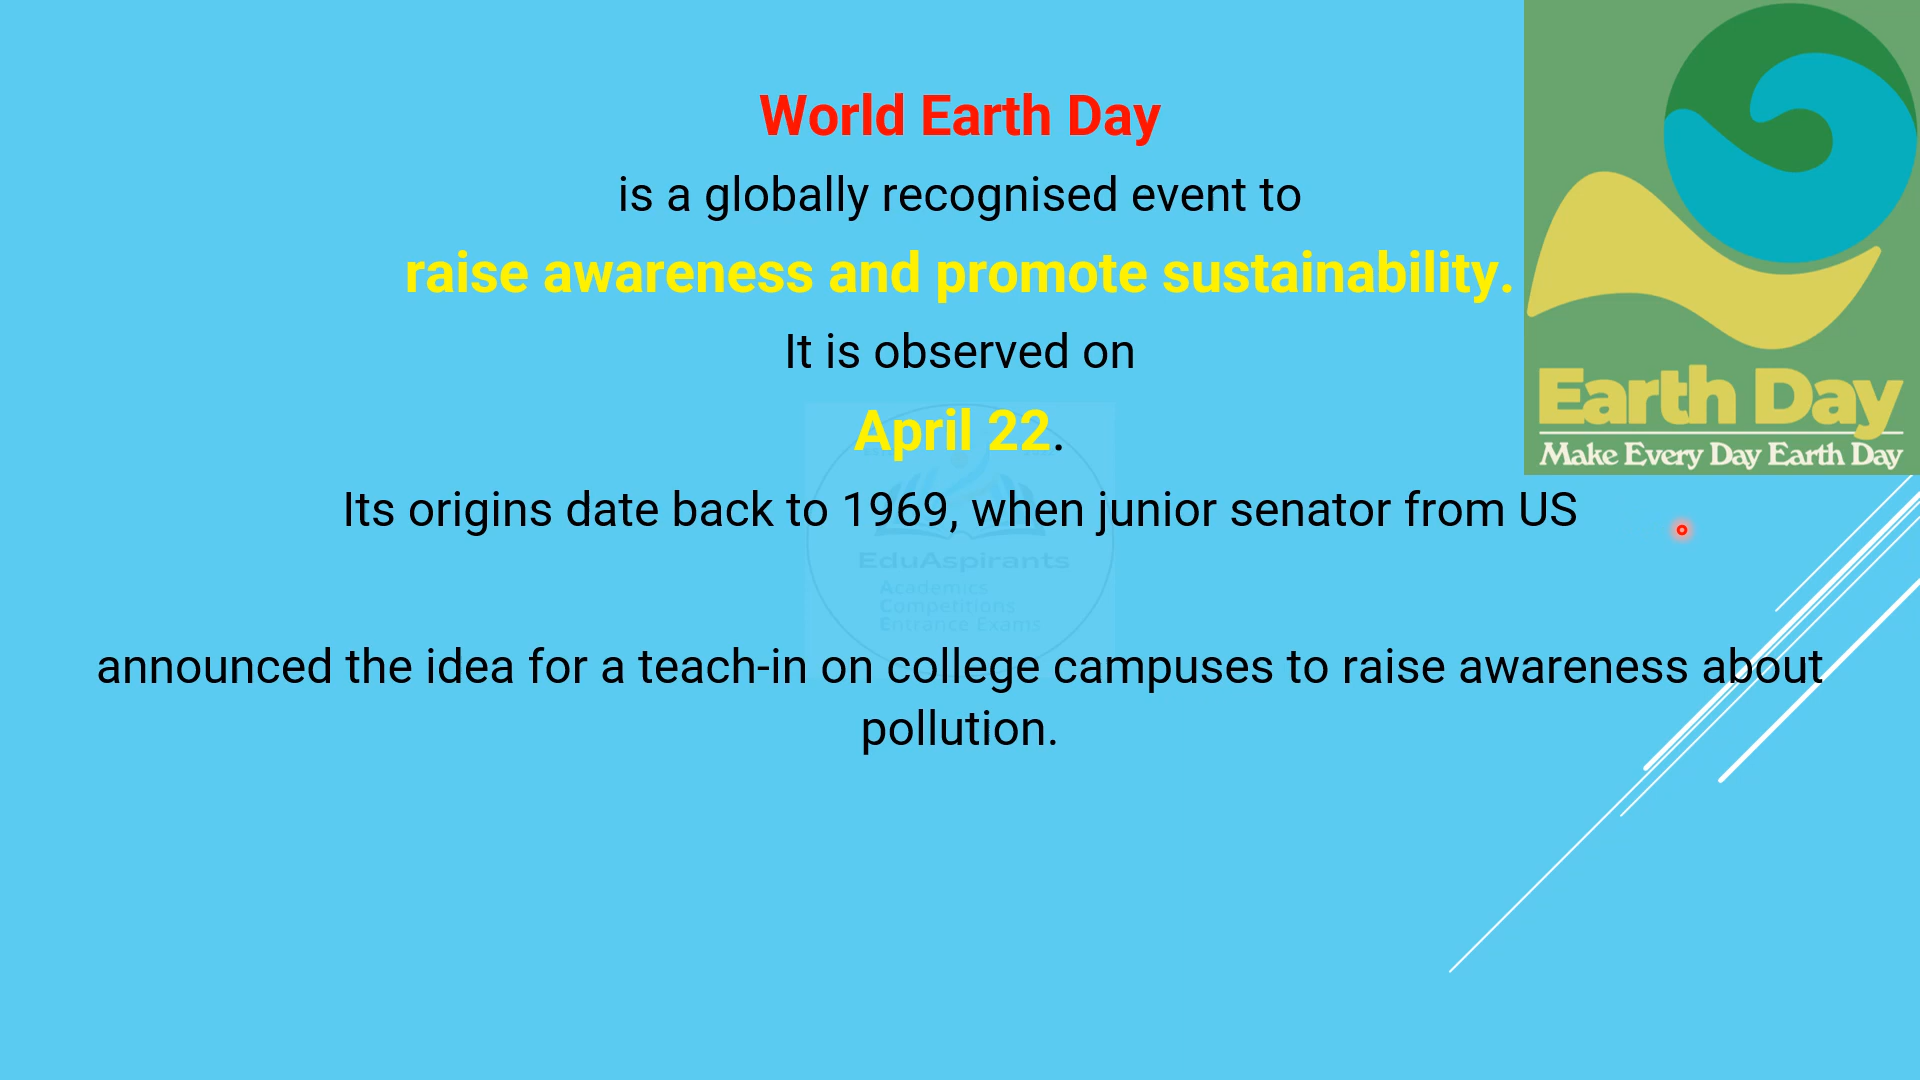 World Earth Day
is a globally recognised event to
raise awareness and promote sustainability.
It is observed on
April 22.
Its origins date back to 1969, when junior senator from US
announced the idea for a teach-in on college campuses to raise awareness about
pollution.
Earth Day
Make Every Day Earth Day
EduAspirants
Academics
Competitions
Entrance Exams